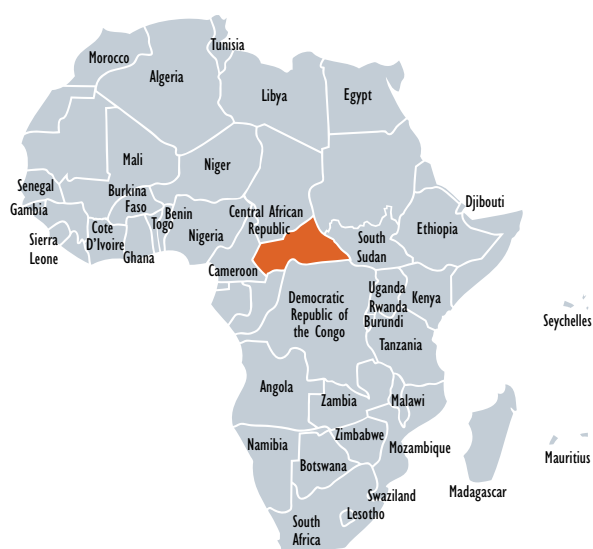 Tunisia
Morocco
Algeria
Libya
Egypt
Mali
Niger
Senegal
Burkina
Faso
Gambia
Benin
Togo
Central African
Republic
Djibouti
Cote
D'Ivoire
Nigeria
Ethiopia
Sierra
Leone
Ghana
South
Sudan
Cameroon
Uganda
Rwanda
Burundi
Kenya
Democratic
Republic of
the Congo
Seychelles
Tanzania
Angola
Zambia
Malawi
Zimbabwe
Namibia
Mozambique
Botswana
Mauritius
Madagascar
Swaziland
Lesotho
South
Africa